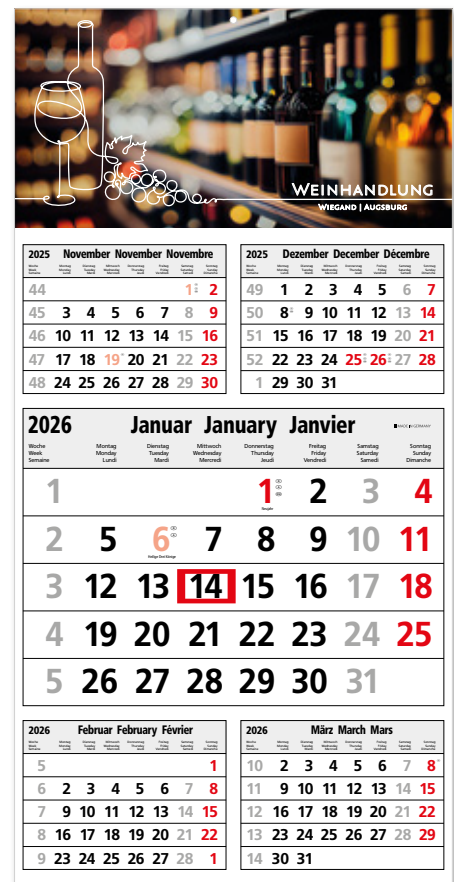 WEINHANDLUNG
WIEGAND | AUGSBURG
2025 November November Novembre
44 1 2
45 3 4 5 6 7 8 9
46 10 11 12 13 14 15 16
47 17 18 19 20 21 22 23
48 24 25 26 27 28 29 30
2025 Dezember December Décembre
49 1 2 3 4 5 6 7
50 8 9 10 11 12 13 14
51 15 16 17 18 19 20 21
52 22 23 24 25 26 27 28
1 29 30 31
2026 Januar January Janvier MADE IN GERMANY
Woche Montag Dienstag Mittwoch Donnerstag Freitag Samstag Sonntag
Week Monday Tuesday Wednesday Thursday Friday Saturday Sunday
Semaine Lundi Mardi Mercredi Jeudi Vendredi Samedi Dimanche
1 1 2 3 4
Neujahr
2 5 6 7 8 9 10 11
Heilige Drei Könige
3 12 13 14 15 16 17 18
4 19 20 21 22 23 24 25
5 26 27 28 29 30 31
2026 Februar February Février
5 1
6 2 3 4 5 6 7 8
7 9 10 11 12 13 14 15
8 16 17 18 19 20 21 22
9 23 24 25 26 27 28 1
2026 März March Mars
10 2 3 4 5 6 7 8
11 9 10 11 12 13 14 15
12 16 17 18 19 20 21 22
13 23 24 25 26 27 28 29
14 30 31